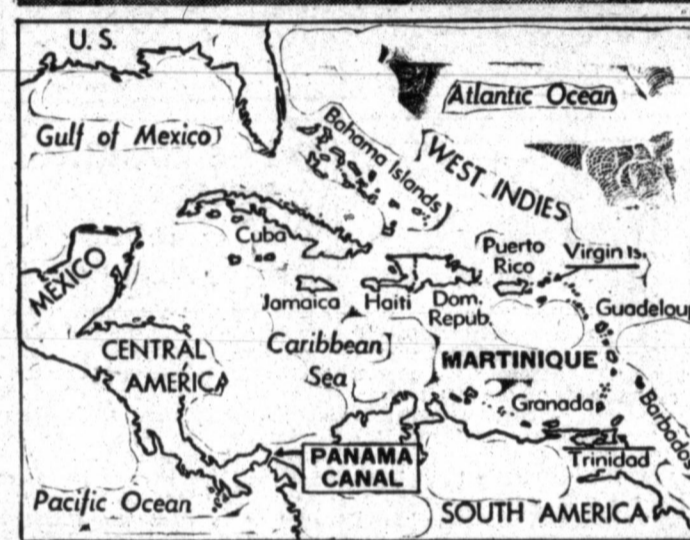 U. S.
Atlantic Ocean
Gulf of Mexico
Bahama Islands
WEST INDIES
Cuba
Puerto
Rico
Virgin Is.
MEXICO
Jamaica
Haiti
Dom.
Repub.
Guadeloup
CENTRAL
AMERICA
Caribbean
Sea
MARTINIQUE
Granada
Barbados
PANAMA
CANAL
Trinidad
Pacific Ocean
SOUTH AMERICA